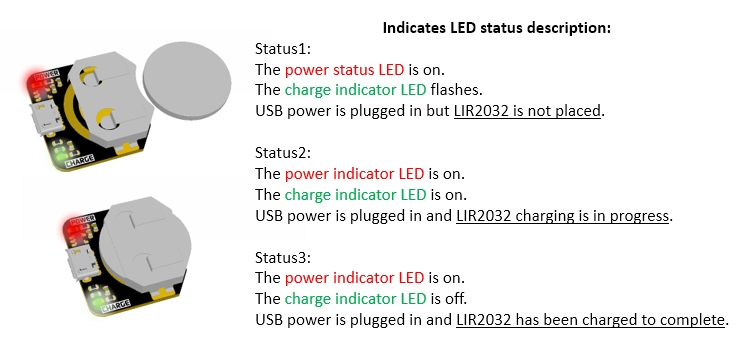 Indicates LED status description:
Status1:
The power status LED is on.
The charge indicator LED flashes.
USB power is plugged in but LIR2032 is not placed.
Status2:
The power indicator LED is on.
The charge indicator LED is on.
USB power is plugged in and LIR2032 charging is in progress.
Status3:
The power indicator LED is on.
The charge indicator LED is off.
USB power is plugged in and LIR2032 has been charged to complete.
POWER
CHARGE
POWER
CHARGE